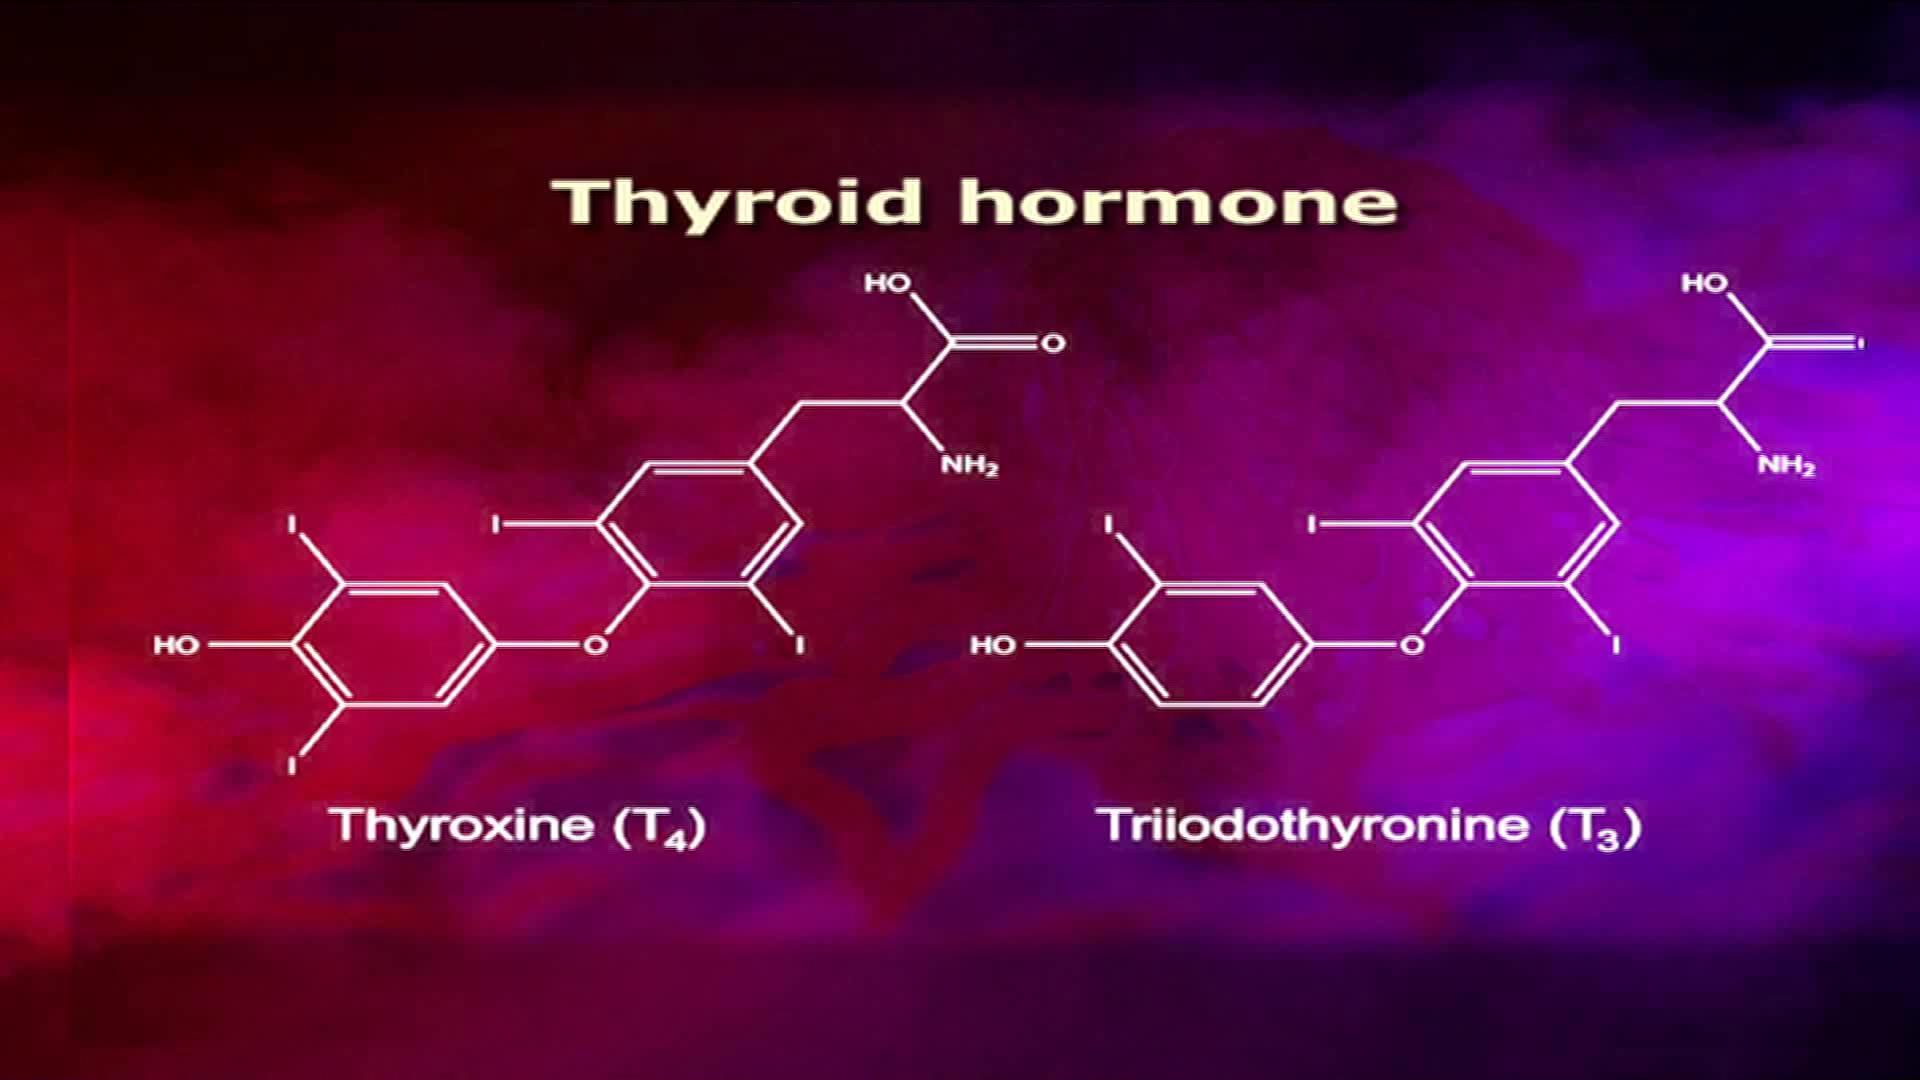 Thyroid hormone
HO
O
NH₂
I
I
HO
O
I
I
HO
NH₂
I
I
HO
O
I
Thyroxine (T₄)
Triiodothyronine (T₃)